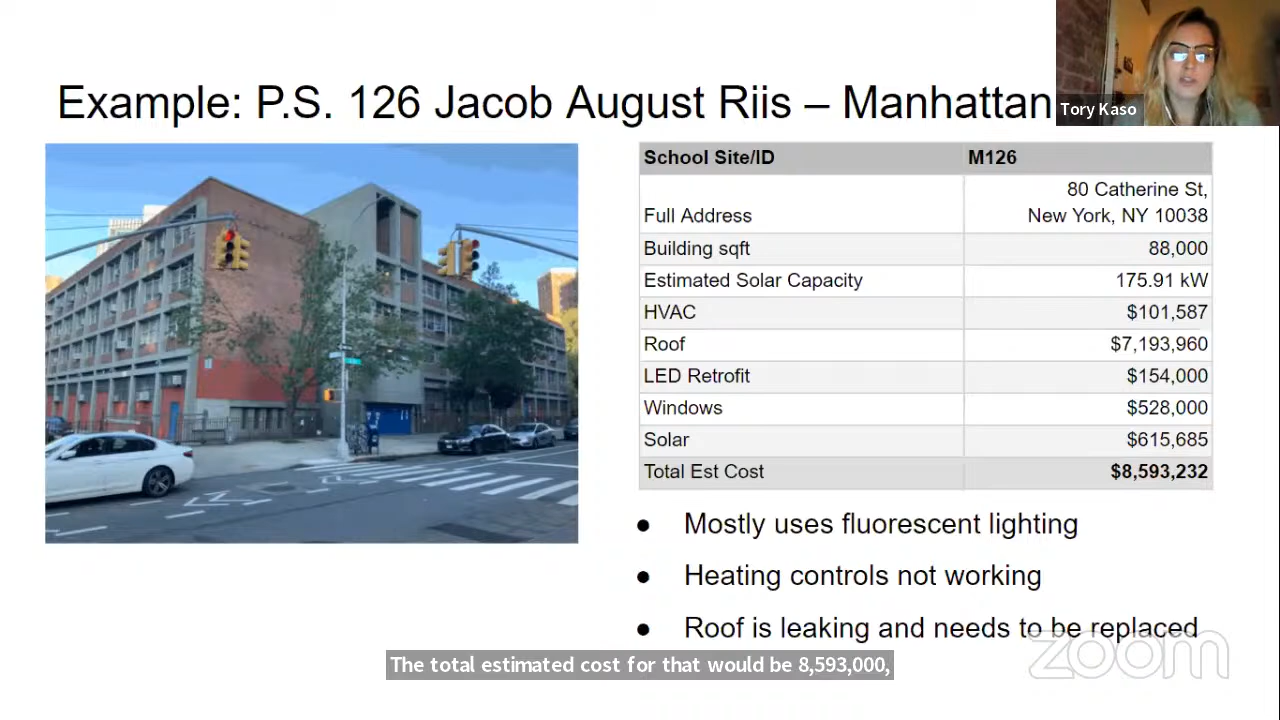 Tory Kaso
Example: P.S. 126 Jacob August Riis – Manhattan
School Site/ID M126
Full Address 80 Catherine St,
New York, NY 10038
Building sqft 88,000
Estimated Solar Capacity 175.91 kW
HVAC $101,587
Roof $7,193,960
LED Retrofit $154,000
Windows $528,000
Solar $615,685
Total Est Cost $8,593,232
● Mostly uses fluorescent lighting
● Heating controls not working
● Roof is leaking and needs to be replaced
zoom
The total estimated cost for that would be 8,593,000,